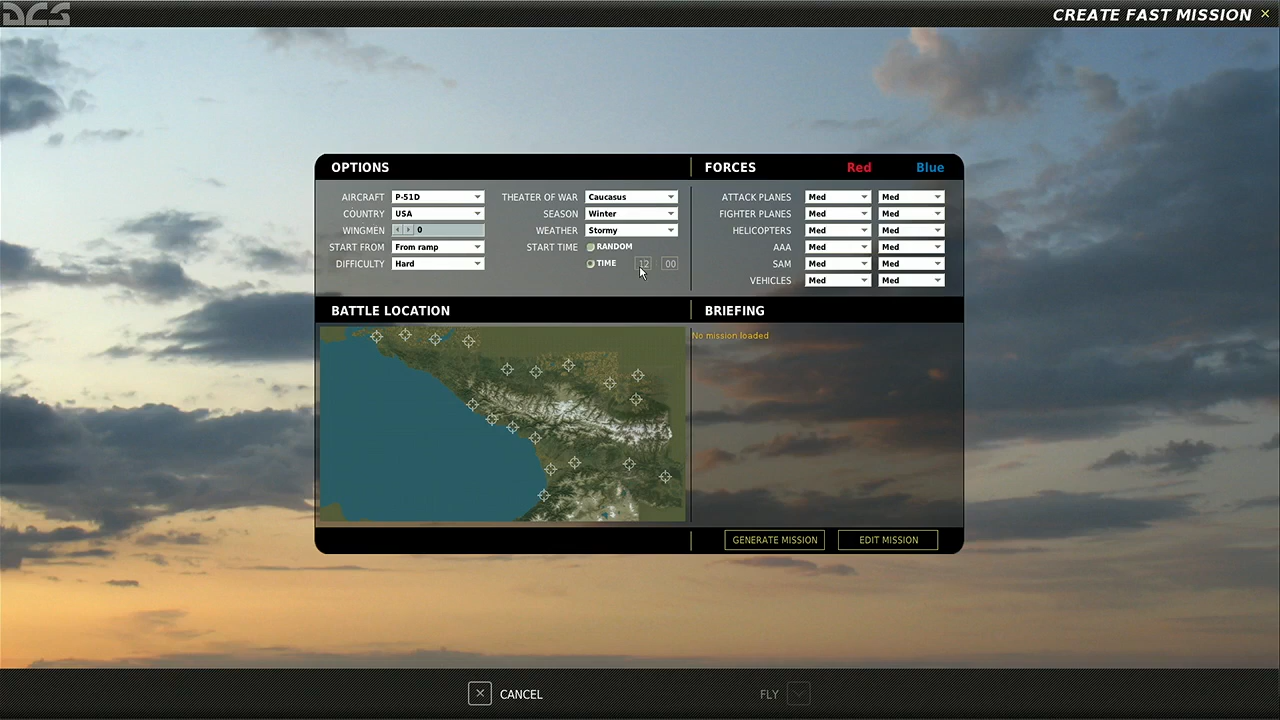 DCS
CREATE FAST MISSION
OPTIONS
FORCES Red Blue
AIRCRAFT P-51D
THEATER OF WAR Caucasus
ATTACK PLANES Med Med
COUNTRY USA
SEASON Winter
FIGHTER PLANES Med Med
WINGMEN 0
WEATHER Stormy
HELICOPTERS Med Med
START FROM From ramp
START TIME RANDOM
AAA Med Med
DIFFICULTY Hard
TIME 12 00
SAM Med Med
VEHICLES Med Med
BATTLE LOCATION
BRIEFING
No mission loaded
GENERATE MISSION
EDIT MISSION
CANCEL
FLY